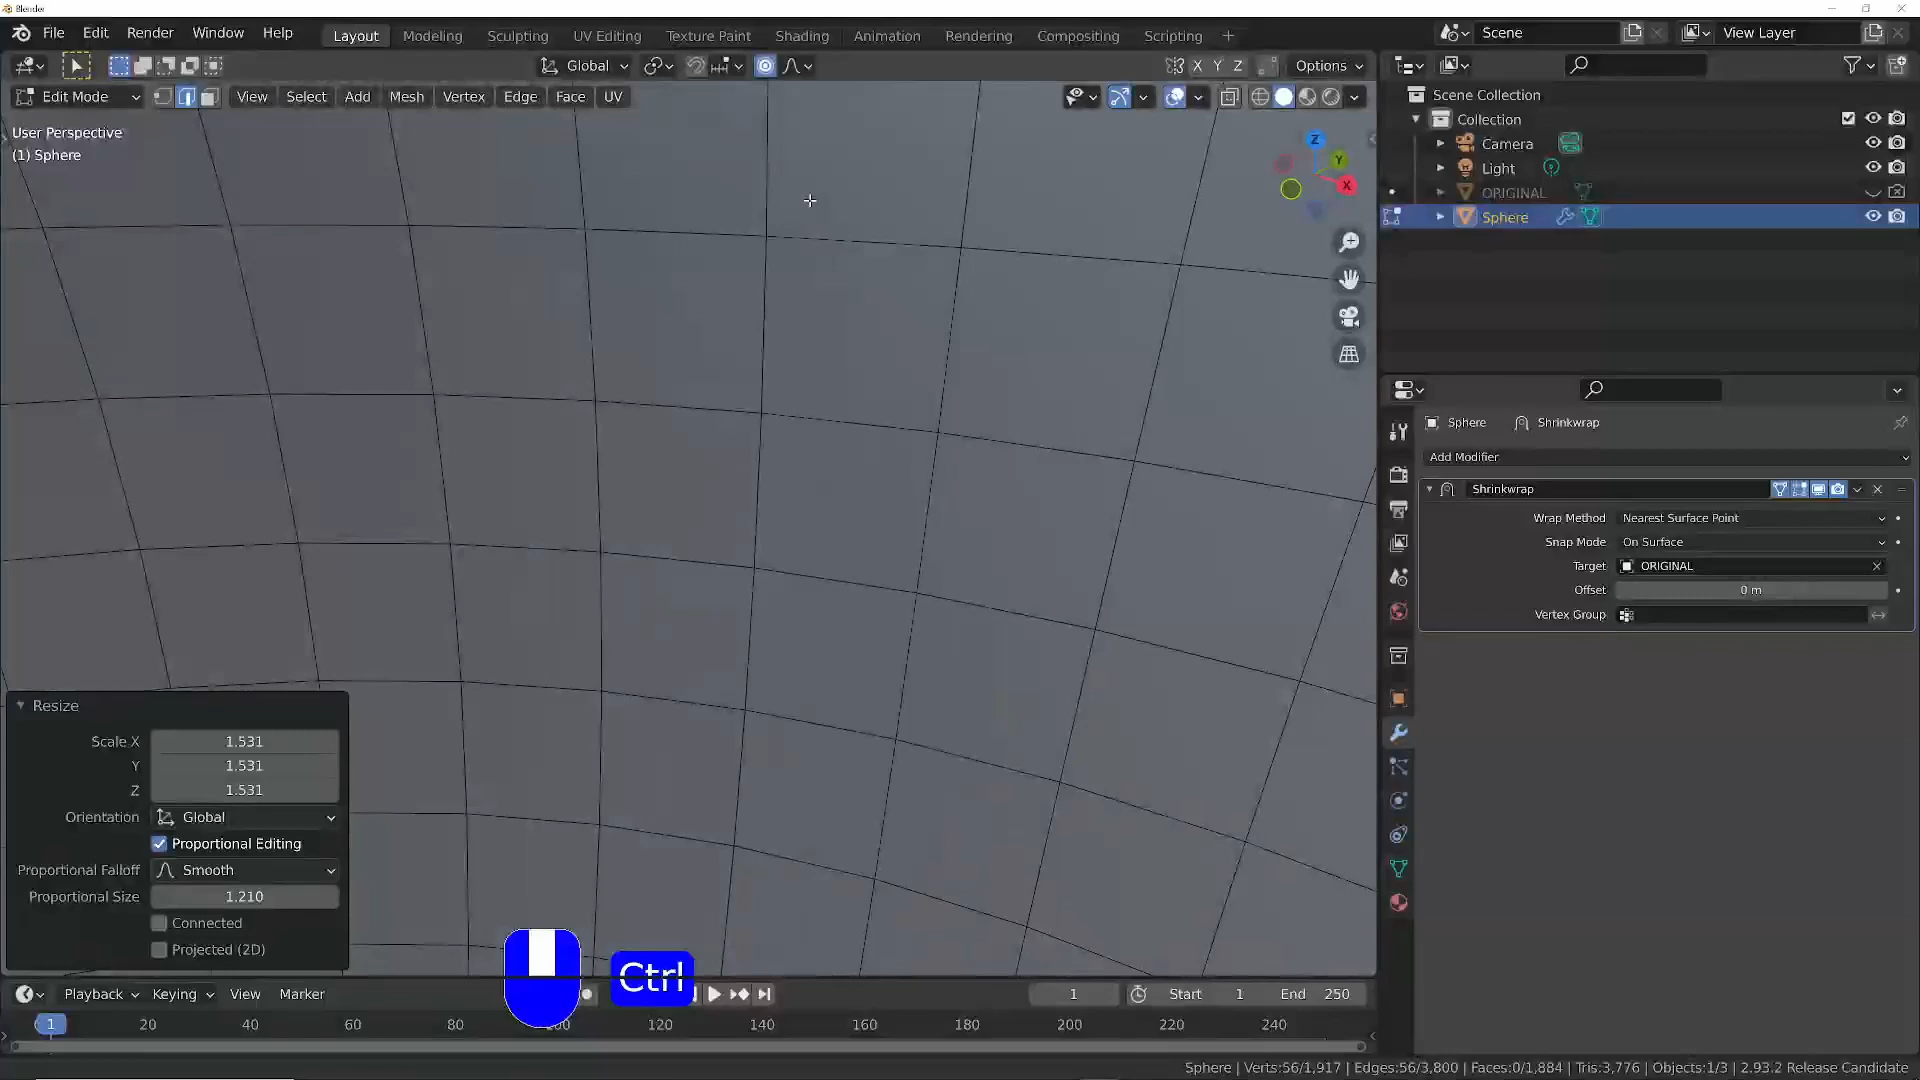 Blender
File Edit Render Window Help
Layout Modeling Sculpting UV Editing Texture Paint Shading Animation Rendering Compositing Scripting +
Scene
View Layer
Global
X Y Z
Options
Edit Mode
View Select Add Mesh Vertex Edge Face UV
User Perspective
(1) Sphere
Z
Y
X
Scene Collection
Collection
Camera
Light
ORIGINAL
Sphere
Sphere Shrinkwrap
Add Modifier
Shrinkwrap
Wrap Method Nearest Surface Point
Snap Mode On Surface
Target ORIGINAL
Offset 0 m
Vertex Group
Resize
Scale X 1.531
Y 1.531
Z 1.531
Orientation Global
Proportional Editing
Proportional Falloff Smooth
Proportional Size 1.210
Connected
Projected (2D)
Ctrl
Playback Keying View Marker
1 Start 1 End 250
1 20 40 60 80 120 140 160 180 200 220 240
Sphere | Verts:56/1,917 | Edges:56/3,800 | Faces:0/1,884 | Tris:3,776 | Objects:1/3 | 2.93.2 Release Candidate